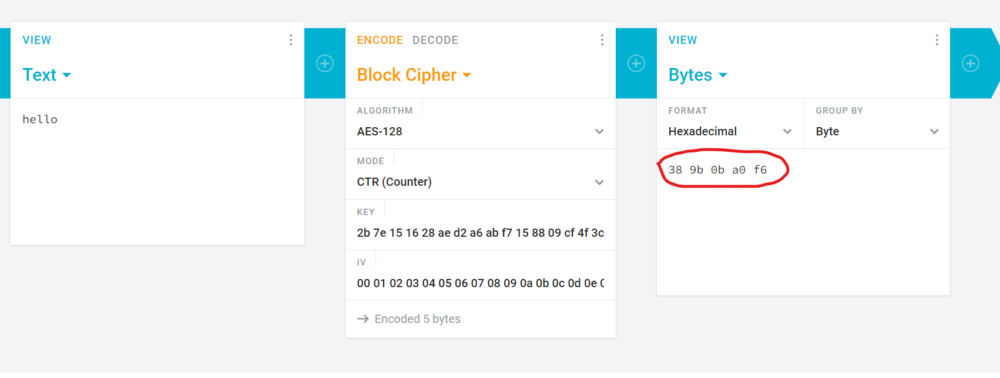 VIEW
Text
hello
ENCODE DECODE
Block Cipher
ALGORITHM
AES-128
MODE
CTR (Counter)
KEY
2b 7e 15 16 28 ae d2 a6 ab f7 15 88 09 cf 4f 3c
IV
00 01 02 03 04 05 06 07 08 09 0a 0b 0c 0d 0e
Encoded 5 bytes
VIEW
Bytes
FORMAT
Hexadecimal
GROUP BY
Byte
38 9b 0b a0 f6